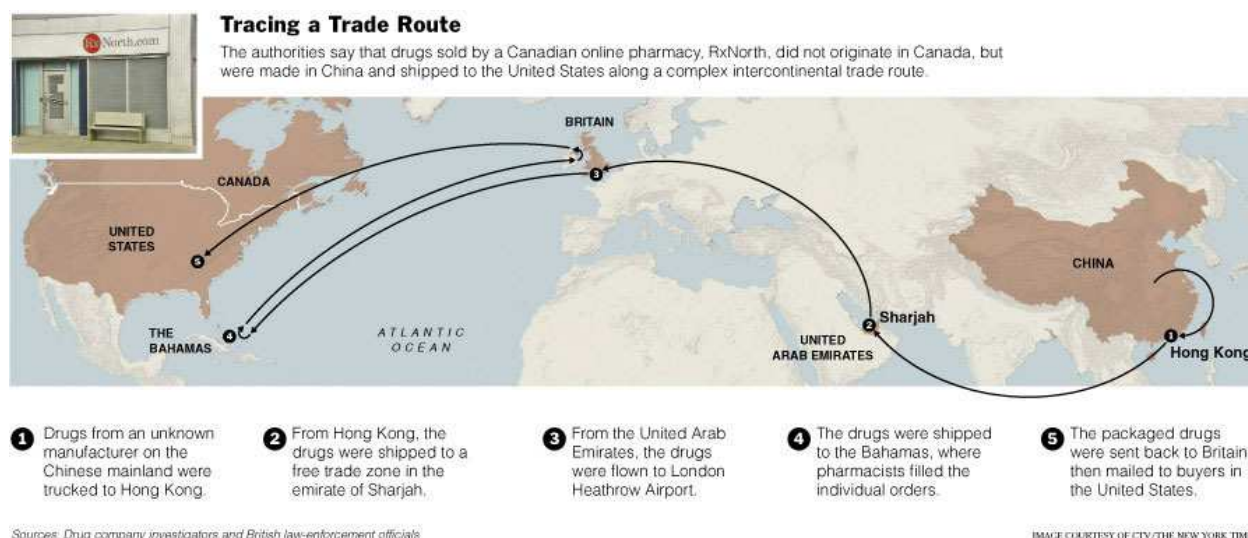 Tracing a Trade Route
The authorities say that drugs sold by a Canadian online pharmacy, RxNorth, did not originate in Canada, but
were made in China and shipped to the United States along a complex intercontinental trade route.
RxNorth.com
BRITAIN
CANADA
UNITED
STATES
THE
BAHAMAS
ATLANTIC
OCEAN
UNITED
ARAB EMIRATES
Sharjah
CHINA
Hong Kong
3
5
4
2
1
1 Drugs from an unknown
manufacturer on the
Chinese mainland were
trucked to Hong Kong.
2 From Hong Kong, the
drugs were shipped to a
free trade zone in the
emirate of Sharjah.
3 From the United Arab
Emirates, the drugs
were flown to London
Heathrow Airport.
4 The drugs were shipped
to the Bahamas, where
pharmacists filled the
individual orders.
5 The packaged drugs
were sent back to Britain
then mailed to buyers in
the United States.
Sources: Drug company investigators and British law-enforcement officials
IMAGE COURTESY OF CTV/THE NEW YORK TIM